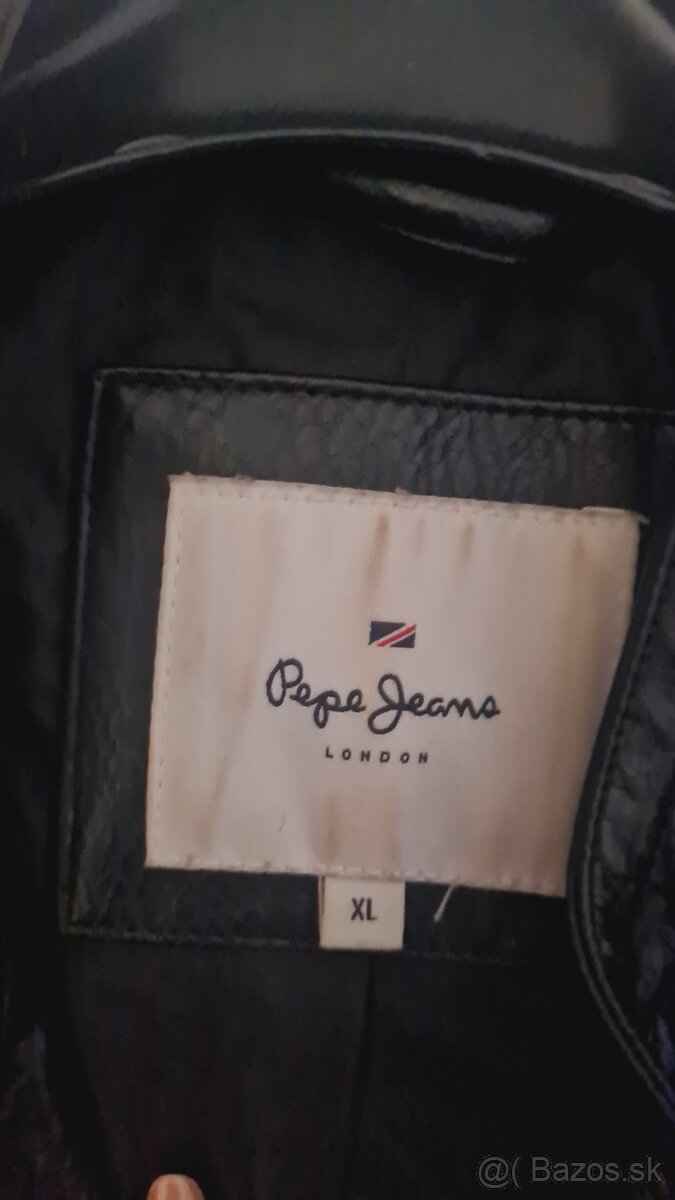 Pepe Jeans
LONDON
XL
@( Bazos.sk